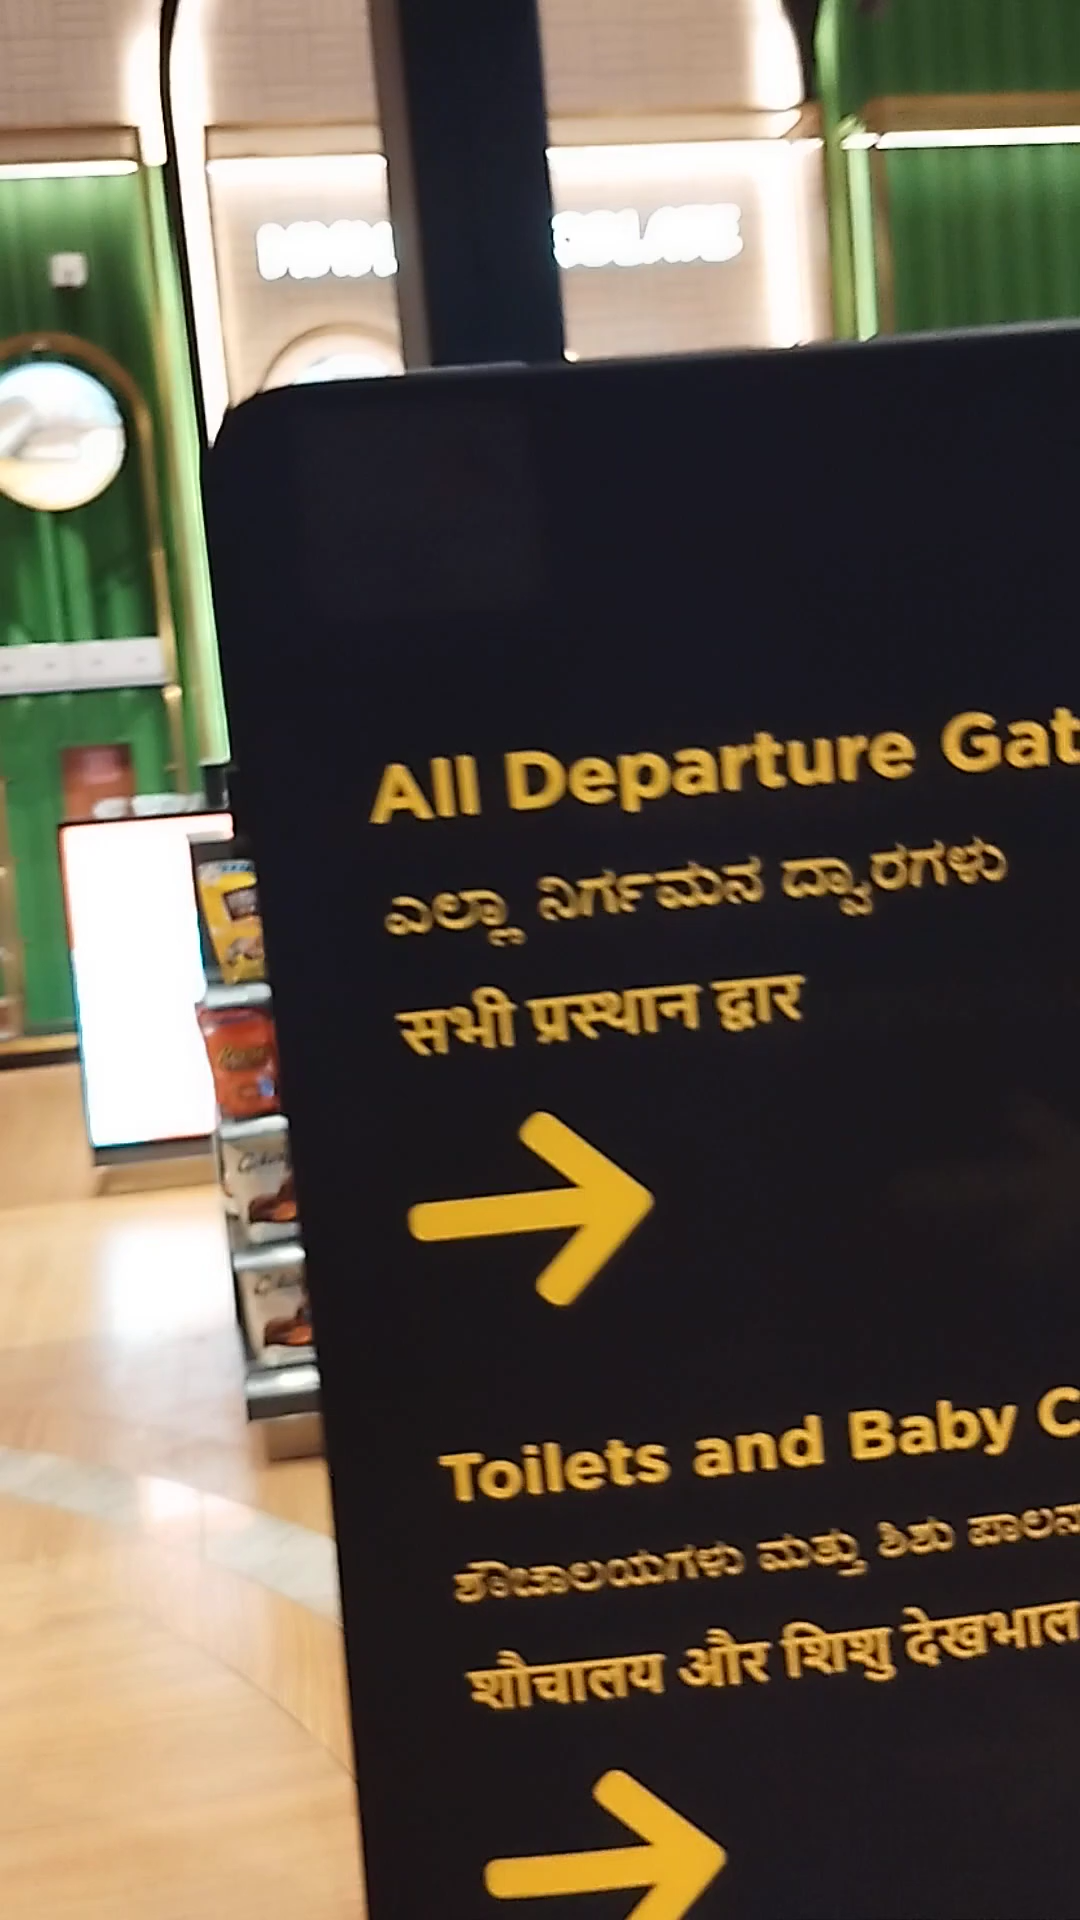 All Departure Gat
ಎಲ್ಲಾ ನಿರ್ಗಮನ ದ್ವಾರಗಳು
सभी प्रस्थान द्वार
Toilets and Baby C
ಶೌಚಾಲಯಗಳು ಮತ್ತು ಶಿಶು ಪಾಲನ
शौचालय और शिशु देखभाल